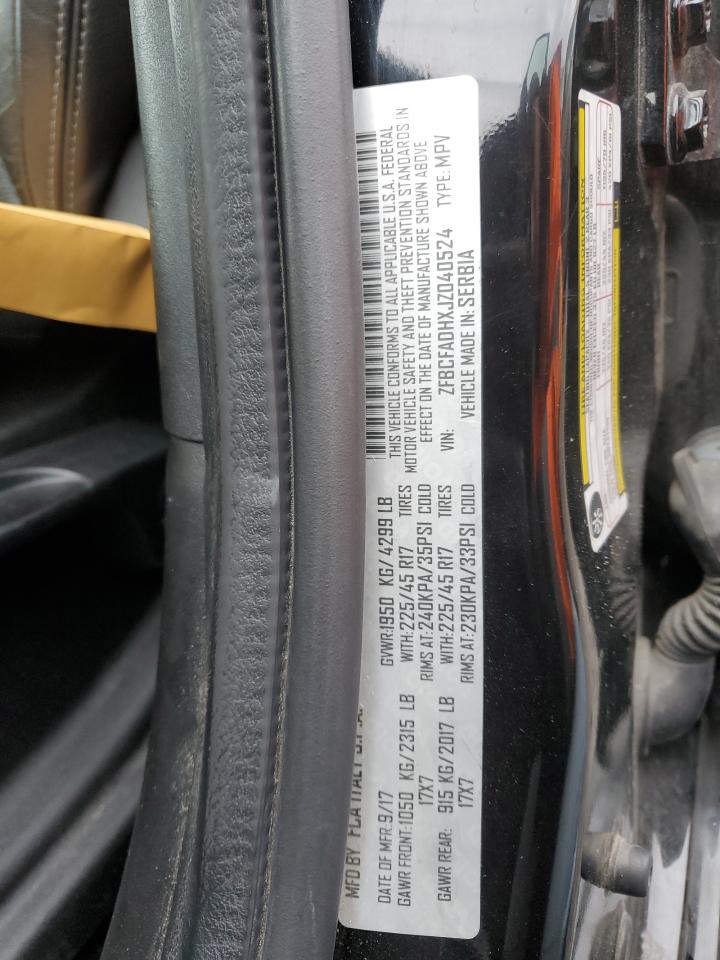 MFD BY FCA ITALY S.P.A.
DATE OF MFR:9/17 GVWR:1950 KG/4299 LB
GAWR FRONT:1050 KG/2315 LB WITH:225/45 R17 TIRES
17X7 RIMS AT:240KPA/35PSI COLD
GAWR REAR: 915 KG/2017 LB WITH:225/45 R17 TIRES
17X7 RIMS AT:230KPA/33PSI COLD
THIS VEHICLE CONFORMS TO ALL APPLICABLE U.S.A. FEDERAL
MOTOR VEHICLE SAFETY AND THEFT PREVENTION STANDARDS IN
EFFECT ON THE DATE OF MANUFACTURE SHOWN ABOVE
VIN: ZFBCFADHXJZ040524 TYPE: MPV
VEHICLE MADE IN: SERBIA
TIRE AND LOADING INFORMATION